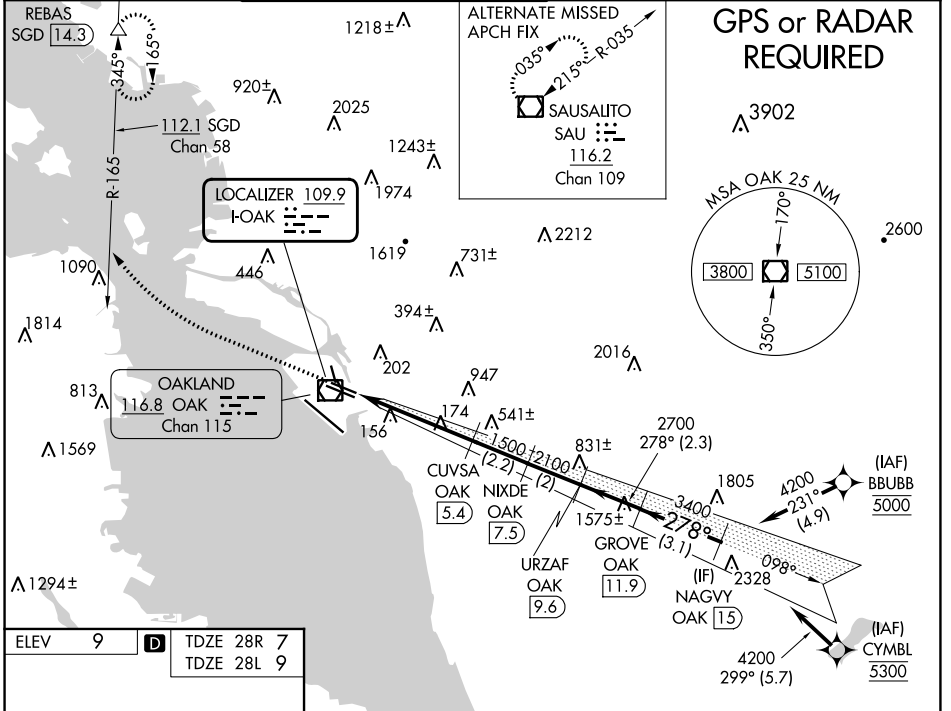 REBAS
SGD 14.3
345°
165°
1218±
ALTERNATE MISSED
APCH FIX
035°
215°
R-035
SAUSALITO
SAU
116.2
Chan 109
GPS or RADAR
REQUIRED
920±
2025
3902
112.1 SGD
Chan 58
R-165
1243±
1974
LOCALIZER 109.9
I-OAK
MSA OAK 25 NM
170°
3800
5100
350°
2600
1619
2212
446
731±
1090
1814
394±
202
2016
OAKLAND
116.8 OAK
Chan 115
813
947
156
174
541±
1569
1500
(2.2)
2100
(2)
831±
2700
278° (2.3)
CUVSA
OAK
5.4
NIXDE
OAK
7.5
1575±
3400
278°
(3.1)
1805
4200
231°
(4.9)
(IAF)
BBUBB
5000
URZAF
OAK
9.6
GROVE
OAK
11.9
(IF)
NAGVY
OAK 15
2328
098°
1294±
4200
299° (5.7)
(IAF)
CYMBL
5300
ELEV 9
D
TDZE 28R 7
TDZE 28L 9